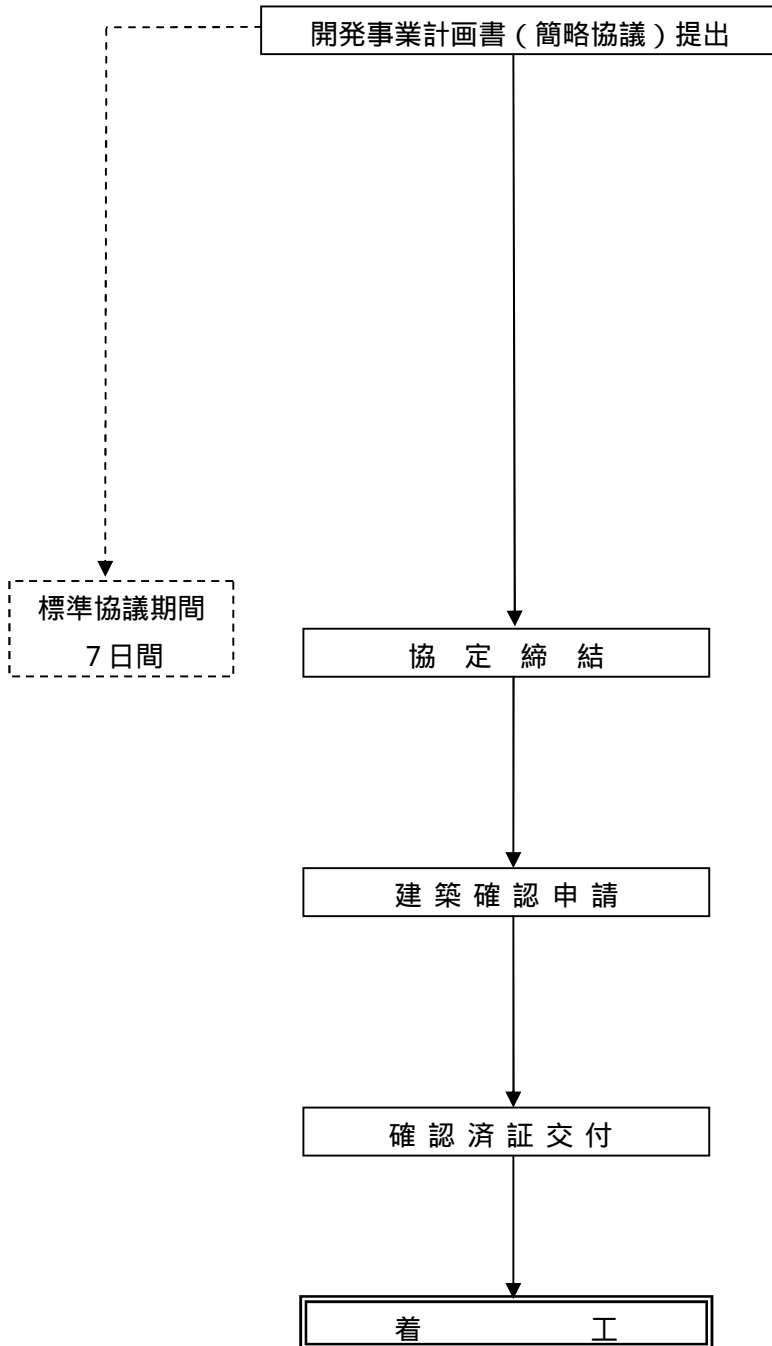 開発事業計画書（簡略協議）提出
標準協議期間
7日間
協　定　締　結
建 築 確 認 申 請
確 認 済 証 交 付
着　　　　　　工